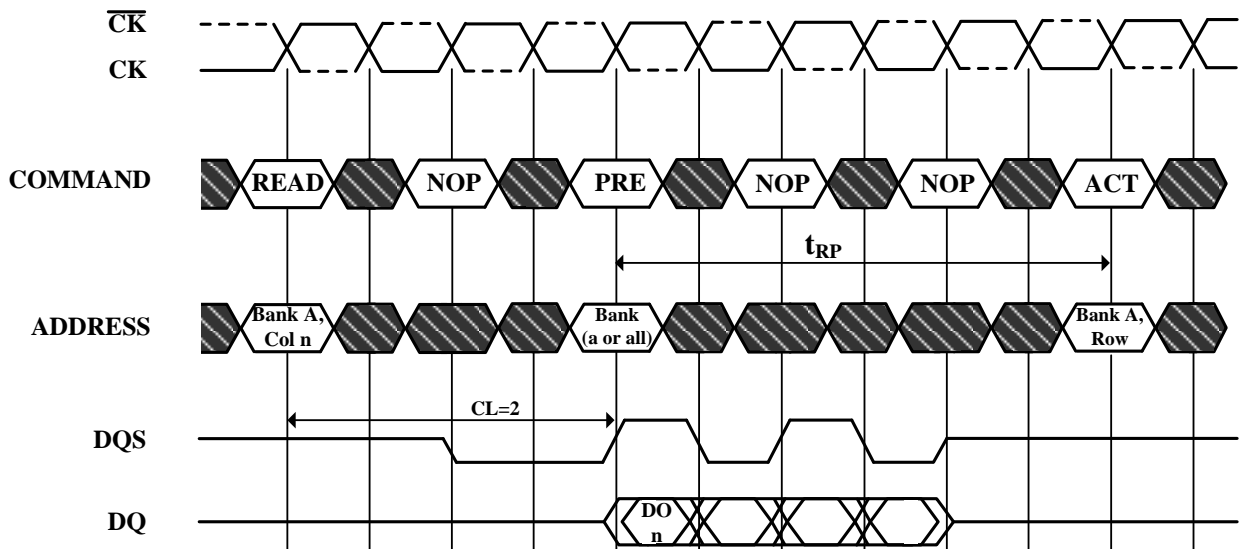 CK
CK
COMMAND
READ
NOP
PRE
NOP
NOP
ACT
tRP
ADDRESS
Bank A,
Col n
Bank
(a or all)
Bank A,
Row
CL=2
DQS
DQ
DO
n